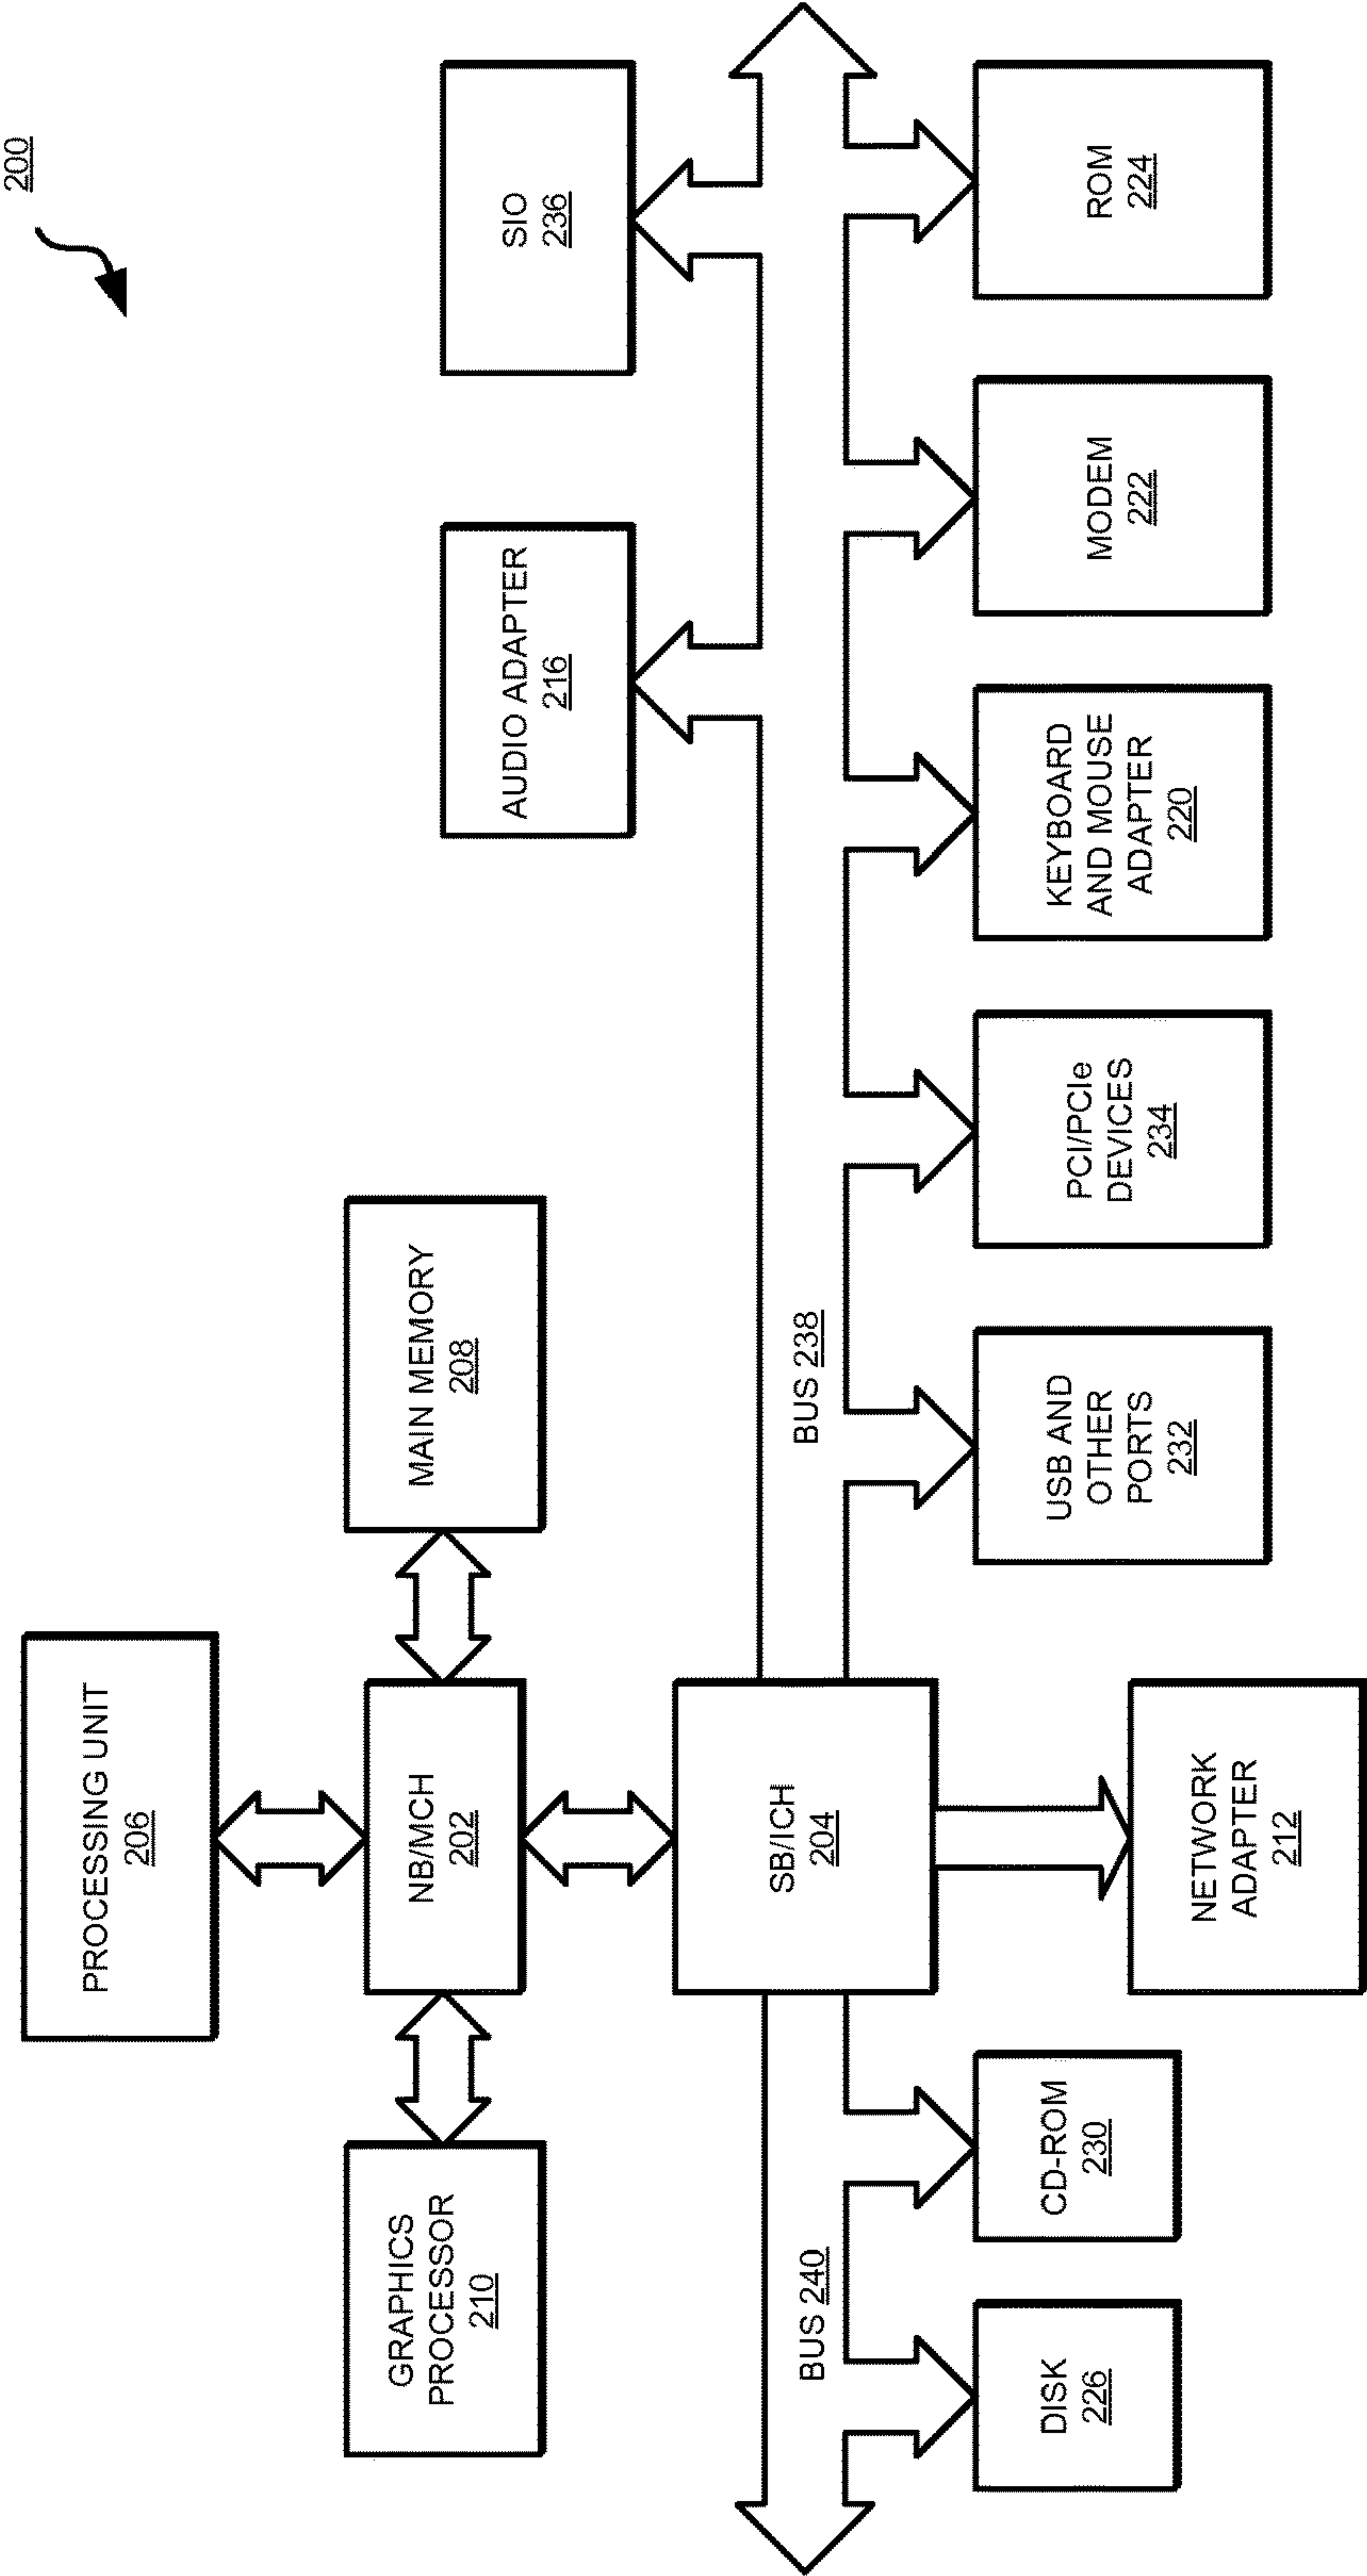 200
PROCESSING UNIT
206
GRAPHICS
PROCESSOR
210
NB/MCH
202
MAIN MEMORY
208
AUDIO ADAPTER
216
SIO
236
SB/ICH
204
BUS 240
BUS 238
DISK
226
CD-ROM
230
USB AND
OTHER
PORTS
232
PCI/PCIe
DEVICES
234
KEYBOARD
AND MOUSE
ADAPTER
220
MODEM
222
ROM
224
NETWORK
ADAPTER
212